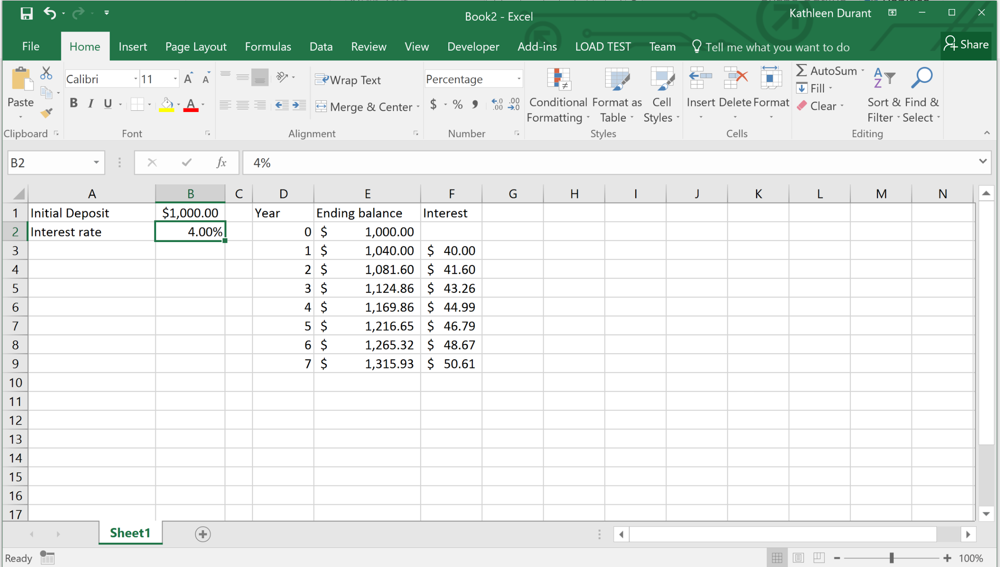 Book2 - Excel
Kathleen Durant
File Home Insert Page Layout Formulas Data Review View Developer Add-ins LOAD TEST Team Tell me what you want to do Share
Paste
Clipboard
Calibri 11 A A
B I U A
Font
Wrap Text
Merge & Center
Alignment
Percentage
$ % , .0 .00 .00 .0
Number
Conditional Formatting
Format as Table
Cell Styles
Styles
Insert Delete Format
Cells
AutoSum
Fill
Clear
A Z
Sort & Filter
Find & Select
Editing
B2 fx 4%
A B C D E F G H I J K L M N
1 Initial Deposit $1,000.00 Year Ending balance Interest
2 Interest rate 4.00% 0 $ 1,000.00
3 1 $ 1,040.00 $ 40.00
4 2 $ 1,081.60 $ 41.60
5 3 $ 1,124.86 $ 43.26
6 4 $ 1,169.86 $ 44.99
7 5 $ 1,216.65 $ 46.79
8 6 $ 1,265.32 $ 48.67
9 7 $ 1,315.93 $ 50.61
10
11
12
13
14
15
16
17
Sheet1
Ready 100%